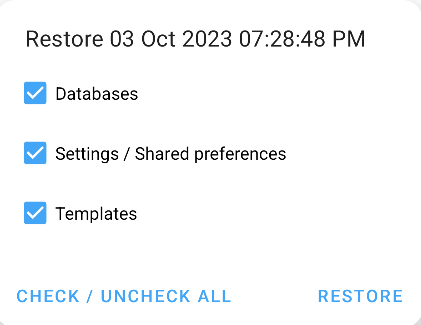 Restore 03 Oct 2023 07:28:48 PM
Databases
Settings / Shared preferences
Templates
CHECK / UNCHECK ALL RESTORE